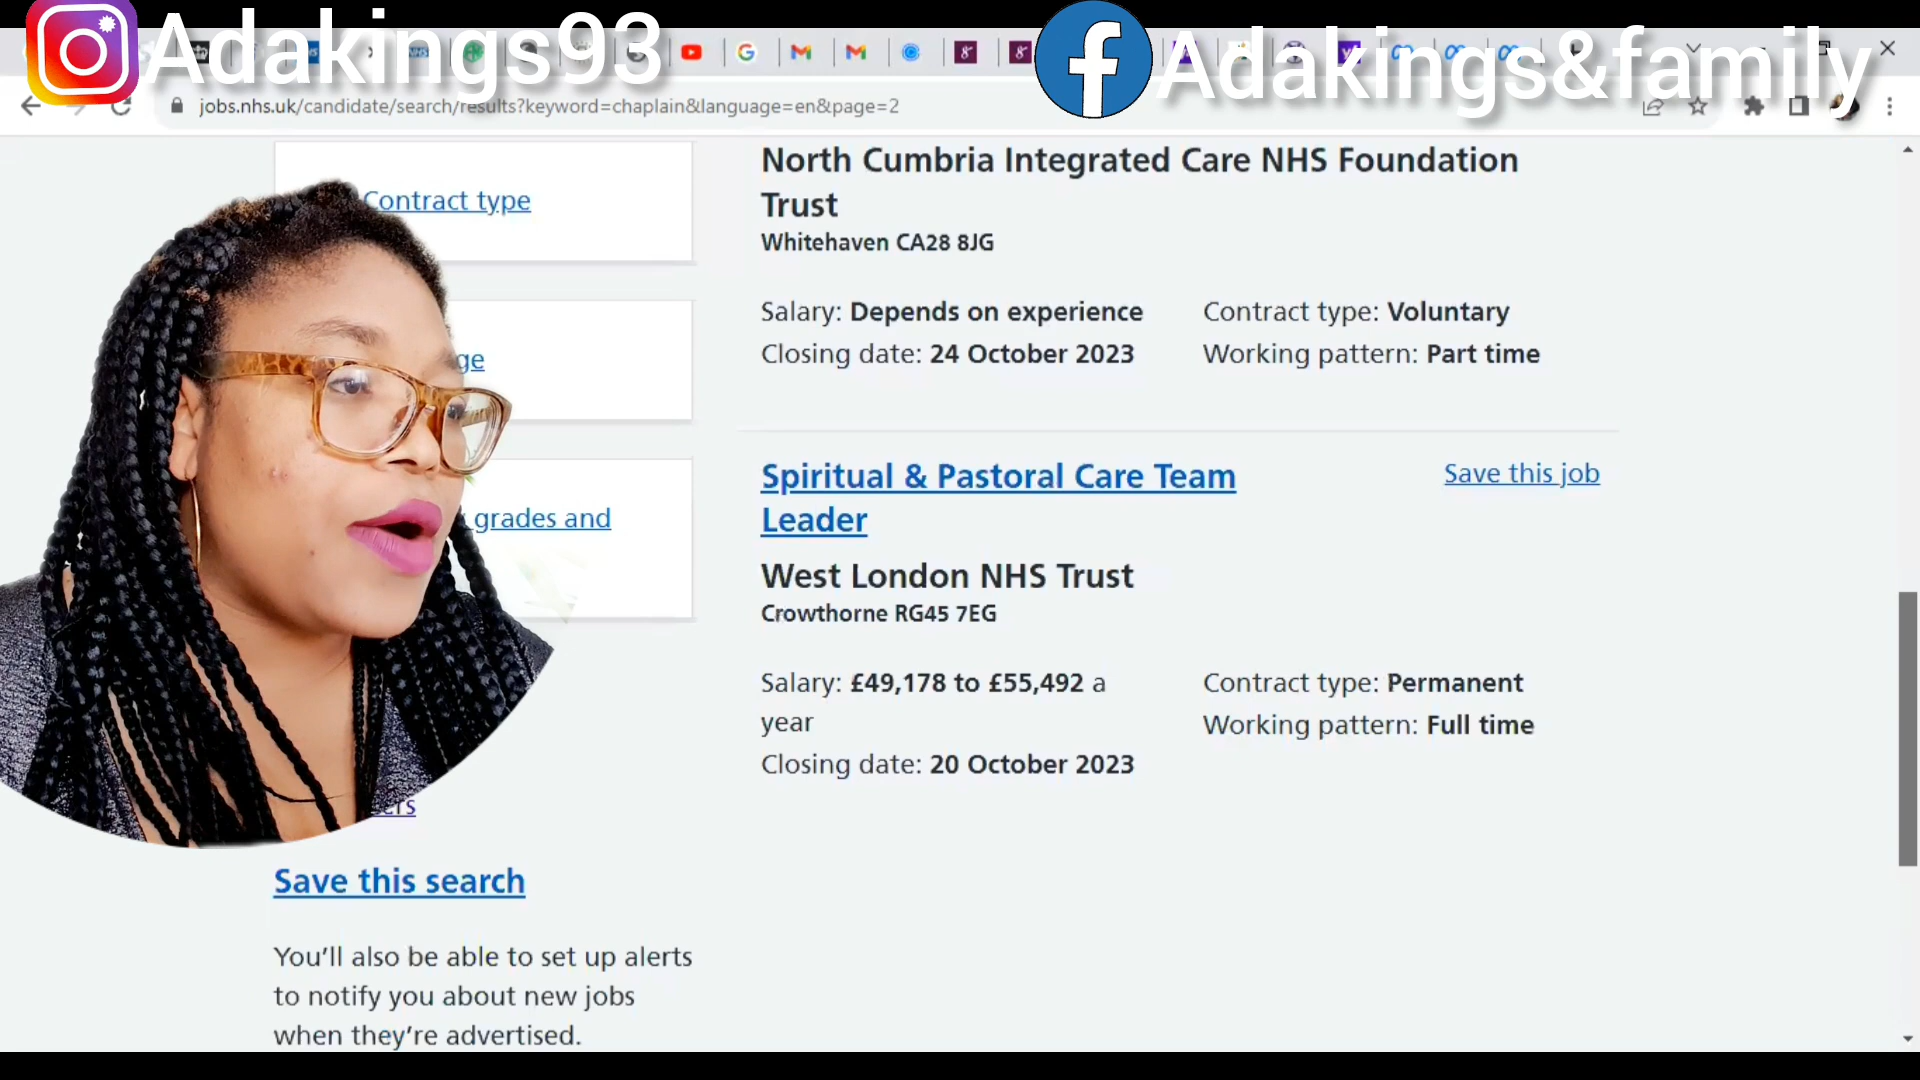 Adakings93
Adakings&family
jobs.nhs.uk/candidate/search/results?keyword=chaplain&language=en&page=2
North Cumbria Integrated Care NHS Foundation
Trust
Whitehaven CA28 8JG
Salary: Depends on experience
Contract type: Voluntary
Closing date: 24 October 2023
Working pattern: Part time
Contract type
grades and
Spiritual & Pastoral Care Team
Leader
Save this job
West London NHS Trust
Crowthorne RG45 7EG
Salary: £49,178 to £55,492 a
year
Contract type: Permanent
Working pattern: Full time
Closing date: 20 October 2023
Save this search
You’ll also be able to set up alerts
to notify you about new jobs
when they’re advertised.